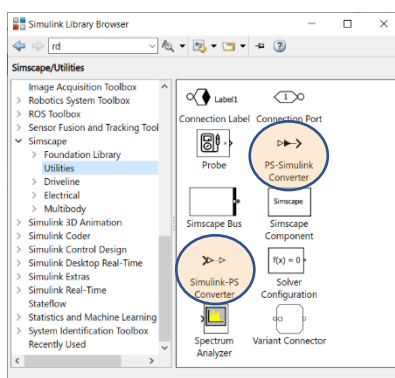 Simulink Library Browser
rd
Simscape/Utilities
Image Acquisition Toolbox
Robotics System Toolbox
ROS Toolbox
Sensor Fusion and Tracking Tool
Simscape
Foundation Library
Utilities
Driveline
Electrical
Multibody
Simulink 3D Animation
Simulink Coder
Simulink Control Design
Simulink Desktop Real-Time
Simulink Extras
Simulink Real-Time
Stateflow
Statistics and Machine Learning
System Identification Toolbox
Recently Used
Label1
1
Connection Label
Connection Port
Probe
PS-Simulink
Converter
Simscape Bus
Simscape
Simscape
Component
Simulink-PS
Converter
f(x) = 0
Solver
Configuration
Spectrum
Analyzer
Variant Connector